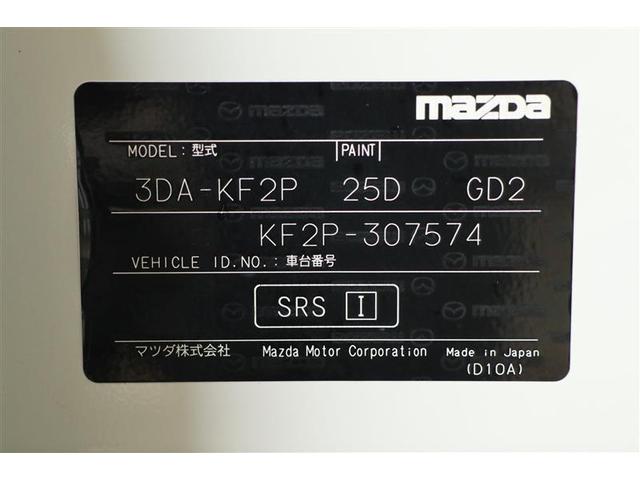 mazda
MODEL：型式 PAINT
3DA-KF2P 25D GD2
KF2P-307574
VEHICLE ID.NO.：車台番号
SRS I
マツダ株式会社 Mazda Motor Corporation Made in Japan
(D10A)